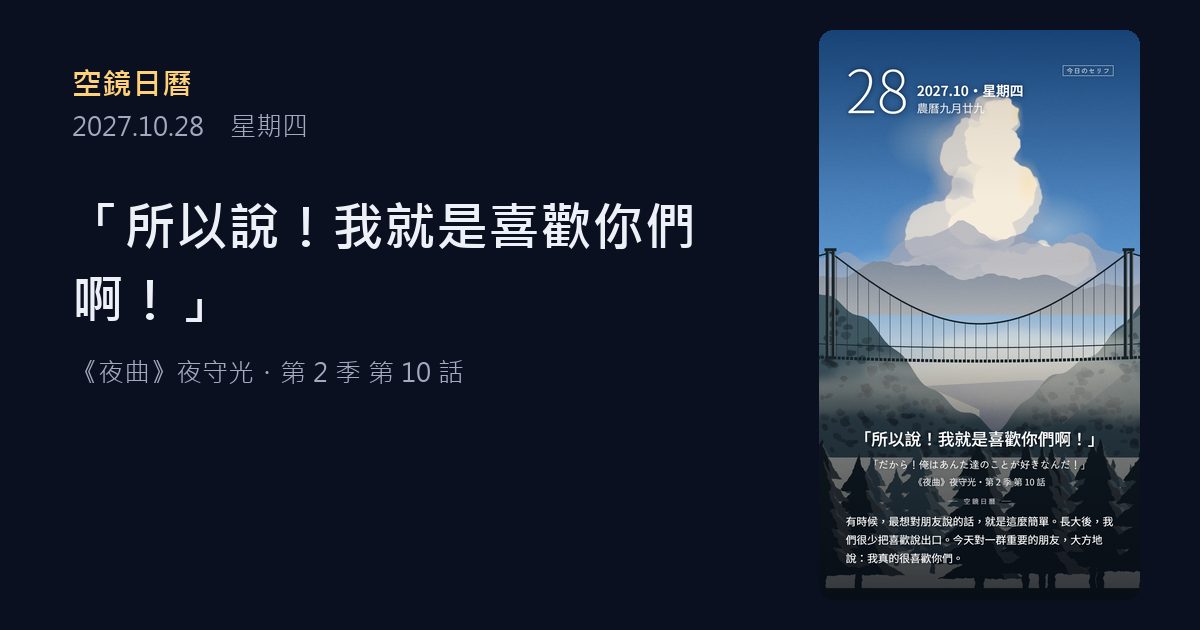 空鏡日曆
2027.10.28 星期四
「所以說！我就是喜歡你們
啊！」
《夜曲》夜守光 · 第 2 季 第 10 話
今日のセリフ
28
2027.10・星期四
農曆九月廿九
「所以說！我就是喜歡你們啊！」
「だから！俺はあんた達のことが好きなんだ！」
《夜曲》夜守光・第 2 季 第 10 話
空鏡日曆
有時候，最想對朋友說的話，就是這麼簡單。長大後，我
們很少把喜歡說出口。今天對一群重要的朋友，大方地
說：我真的很喜歡你們。